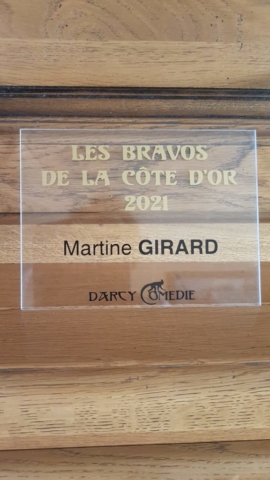 LES BRAVOS
DE LA CÔTE D'OR
2021
Martine GIRARD
DARCY COMEDIE